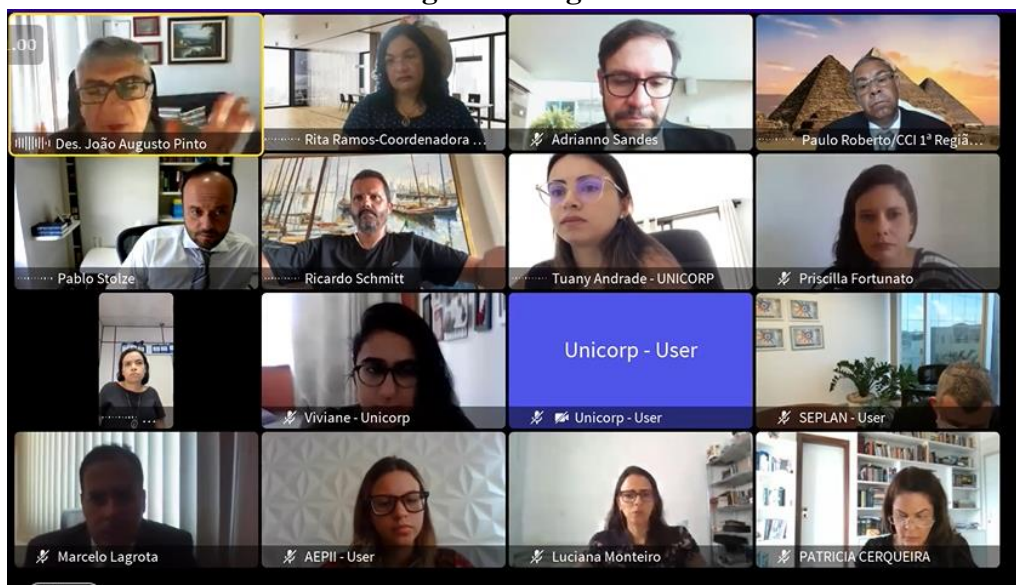 1.00
Des. João Augusto Pinto
Rita Ramos-Coordenadora ...
Adrianno Sandes
Paulo Roberto/CCI 1ª Regiã...
Pablo Stolze
Ricardo Schmitt
Tuany Andrade - UNICORP
Priscilla Fortunato
...
Viviane - Unicorp
Unicorp - User
Unicorp - User
SEPLAN - User
Marcelo Lagrota
AEPII - User
Luciana Monteiro
PATRICIA CERQUEIRA